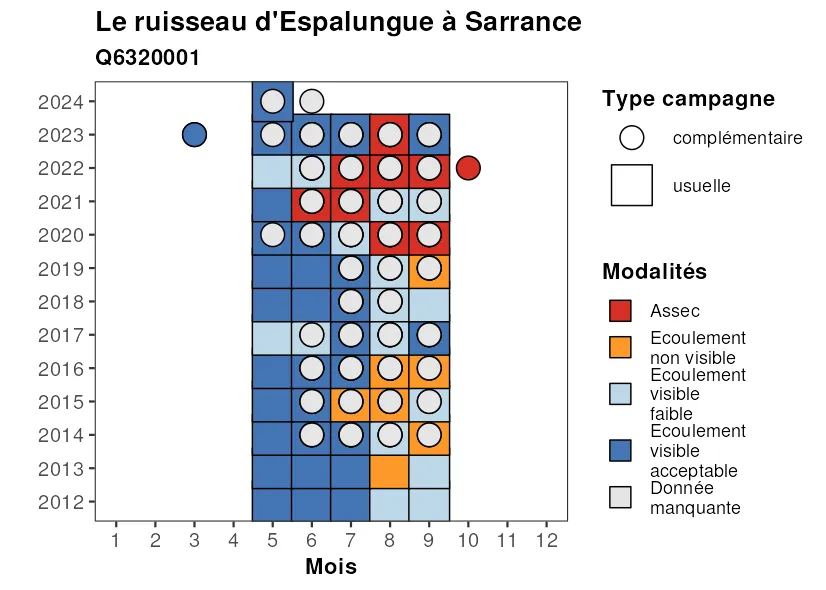 Le ruisseau d'Espalungue à Sarrance
Q6320001
2024
2023
2022
2021
2020
2019
2018
2017
2016
2015
2014
2013
2012
1 2 3 4 5 6 7 8 9 10 11 12
Mois
Type campagne
complémentaire
usuelle
Modalités
Assec
Ecoulement
non visible
Ecoulement
visible
faible
Ecoulement
visible
acceptable
Donnée
manquante